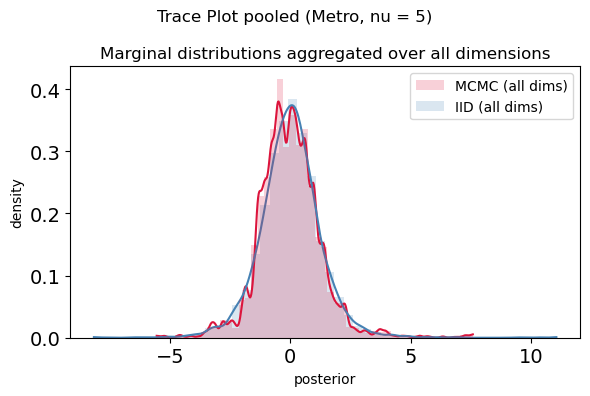 Trace Plot pooled (Metro, nu = 5)
Marginal distributions aggregated over all dimensions
MCMC (all dims)
IID (all dims)
density
0.4
0.3
0.2
0.1
0.0
−5
0
5
10
posterior